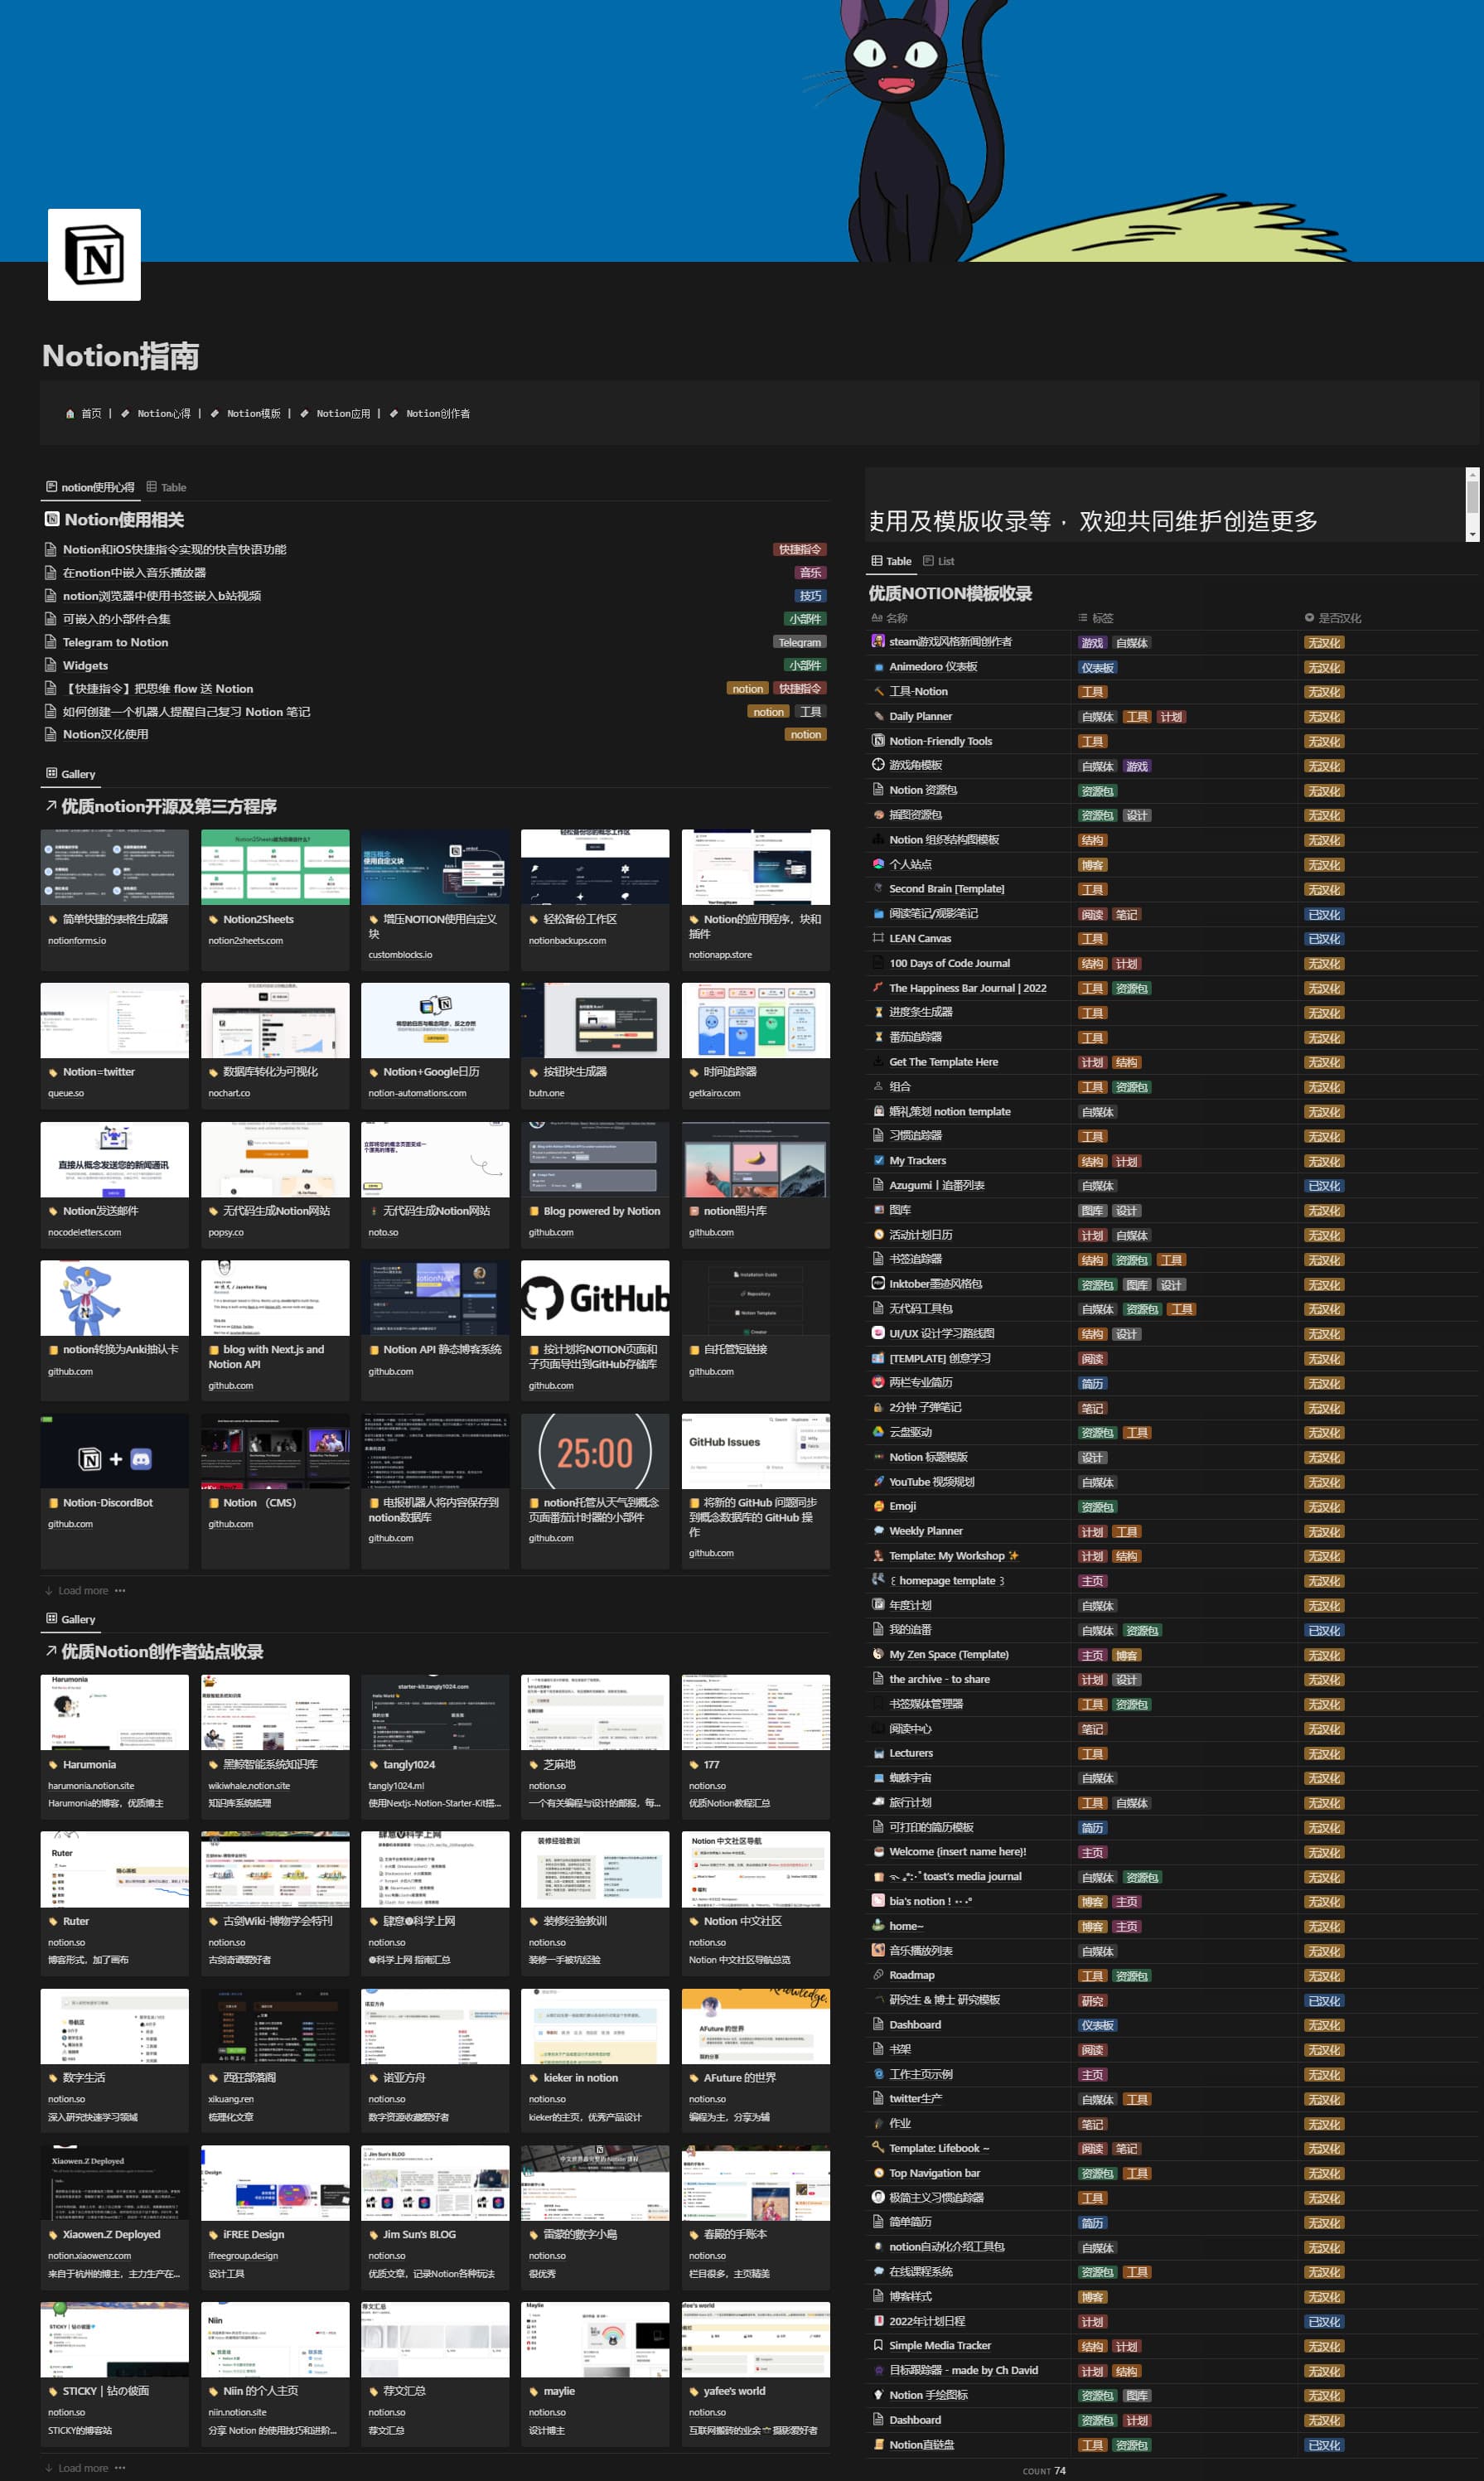 Notion指南
首页 | Notion心得 | Notion模版 | Notion应用 | Notion创作者
notion使用心得 Table
Notion使用相关
Notion和iOS快捷指令实现的快言快语功能 快捷指令
在notion中嵌入音乐播放器 音乐
notion浏览器中使用书签嵌入b站视频 技巧
可嵌入的小部件合集 小部件
Telegram to Notion Telegram
Widgets 小部件
【快捷指令】把思维 flow 送 Notion notion 快捷指令
如何创建一个机器人提醒自己复习 Notion 笔记 notion 工具
Notion汉化使用 notion
Gallery
优质notion开源及第三方程序
简单快捷的表格生成器
notionforms.io
Notion2Sheets
notion2sheets.com
增压NOTION使用自定义
块
customblocks.io
轻松备份工作区
notionbackups.com
Notion的应用程序，块和
插件
notionapp.store
Notion=twitter
queue.so
数据库转化为可视化
nochart.co
Notion+Google日历
notion-automations.com
按钮块生成器
butn.one
时间追踪器
getkairo.com
直接从概念发送您的新闻通讯
Notion发送邮件
nocodeletters.com
无代码生成Notion网站
popsy.co
无代码生成Notion网站
noto.so
Blog powered by Notion
github.com
notion照片库
github.com
notion转换为Anki抽认卡
github.com
blog with Next.js and
Notion API
github.com
Notion API 静态博客系统
github.com
GitHub
按计划将NOTION页面和
子页面导出到GitHub存储库
github.com
自托管短链接
github.com
Notion-DiscordBot
github.com
Notion （CMS）
github.com
电报机器人将内容保存到
notion数据库
github.com
25:00
notion托管从天气到概念
页面番茄计时器的小部件
github.com
GitHub Issues
将新的 GitHub 问题同步
到概念数据库的 GitHub 操
作
github.com
Load more
Gallery
优质Notion创作者站点收录
Harumonia
harumonia.notion.site
Harumonia的博客，优质博主
黑鲸智能系统知识库
wikiwhale.notion.site
知识库系统梳理
starter-kit.tangly1024.com
tangly1024
tangly1024.ml
使用Nextjs-Notion-Starter-Kit搭...
芝麻地
notion.so
一个有关编程与设计的邮报，每...
177
notion.so
优质Notion教程汇总
Ruter
notion.so
博客形式，加了画布
古剑Wiki-博物学会特刊
notion.so
古剑奇谭爱好者
肆意科学上网
notion.so
科学上网 指南汇总
装修经验教训
notion.so
装修一手被坑经验
Notion 中文社区导航
Notion 中文社区
notion.so
Notion 中文社区导航总览
数字生活
notion.so
深入研究快速学习领域
西狂部落阁
xikuang.ren
梳理化文章
诺亚方舟
notion.so
数字资源收藏爱好者
kieker in notion
notion.so
kieker的主页，优秀产品设计
AFuture 的世界
notion.so
编程为主，分享为辅
Xiaowen.Z Deployed
notion.xiaowenz.com
来自于杭州的博主，主力生产在...
iFREE Design
ifreegroup.design
设计工具
Jim Sun's BLOG
notion.so
优质文章，记录Notion各种玩法
雷蒙的數字小島
notion.so
很优秀
春殿的手账本
notion.so
栏目很多，主页精美
STICKY | 钻の彼面
notion.so
STICKY的博客站
Niin 的个人主页
niin.notion.site
分享 Notion 的使用技巧和进阶...
荐文汇总
notion.so
荐文汇总
maylie
notion.so
设计博主
yafee's world
notion.so
互联网搬砖的业余摄影爱好者
Load more
使用及模版收录等，欢迎共同维护创造更多
Table List
优质NOTION模板收录
名称 标签 是否汉化
steam游戏风格新闻创作者 游戏 自媒体 无汉化
Animedoro 仪表板 仪表板 无汉化
工具-Notion 工具 无汉化
Daily Planner 自媒体 工具 计划 无汉化
Notion-Friendly Tools 工具 无汉化
游戏角模板 自媒体 游戏 无汉化
Notion 资源包 资源包 无汉化
插图资源包 资源包 设计 无汉化
Notion 组织结构图模板 结构 无汉化
个人站点 博客 无汉化
Second Brain [Template] 工具 无汉化
阅读笔记/观影笔记 阅读 笔记 已汉化
LEAN Canvas 工具 已汉化
100 Days of Code Journal 结构 计划 无汉化
The Happiness Bar Journal | 2022 工具 资源包 无汉化
进度条生成器 工具 无汉化
番茄追踪器 工具 无汉化
Get The Template Here 计划 结构 无汉化
组合 工具 资源包 无汉化
婚礼策划 notion template 自媒体 无汉化
习惯追踪器 工具 无汉化
My Trackers 结构 计划 无汉化
Azugumi丨追番列表 自媒体 已汉化
图库 图库 设计 无汉化
活动计划日历 计划 自媒体 无汉化
书签追踪器 结构 资源包 工具 无汉化
Inktober墨迹风格包 资源包 图库 设计 无汉化
无代码工具包 自媒体 资源包 工具 无汉化
UI/UX 设计学习路线图 结构 设计 无汉化
[TEMPLATE] 创意学习 阅读 无汉化
两栏专业简历 简历 无汉化
2分钟 子弹笔记 笔记 无汉化
云盘驱动 资源包 工具 无汉化
Notion 标题模版 设计 无汉化
YouTube 视频规划 自媒体 无汉化
Emoji 资源包 无汉化
Weekly Planner 计划 工具 无汉化
Template: My Workshop ✨ 计划 结构 无汉化
꒰ homepage template ꒱ 主页 无汉化
年度计划 自媒体 无汉化
我的追番 自媒体 资源包 已汉化
My Zen Space (Template) 主页 博客 无汉化
the archive - to share 计划 设计 无汉化
书签媒体管理器 工具 资源包 无汉化
阅读中心 笔记 无汉化
Lecturers 工具 无汉化
蜘蛛宇宙 自媒体 无汉化
旅行计划 工具 自媒体 无汉化
可打印的简历模板 简历 无汉化
Welcome (insert name here)! 主页 无汉化
toast's media journal 自媒体 资源包 无汉化
bia's notion ! 博客 主页 无汉化
home~ 博客 主页 无汉化
音乐播放列表 自媒体 无汉化
Roadmap 工具 资源包 无汉化
研究生 & 博士 研究模板 研究 已汉化
Dashboard 仪表板 无汉化
书架 阅读 无汉化
工作主页示例 主页 无汉化
twitter生产 自媒体 工具 无汉化
作业 笔记 无汉化
Template: Lifebook ~ 阅读 笔记 无汉化
Top Navigation bar 资源包 工具 无汉化
极简主义习惯追踪器 工具 无汉化
简单简历 简历 无汉化
notion自动化介绍工具包 自媒体 无汉化
在线课程系统 资源包 工具 无汉化
博客样式 博客 无汉化
2022年计划日程 计划 已汉化
Simple Media Tracker 结构 计划 无汉化
目标跟踪器 - made by Ch David 计划 结构 无汉化
Notion 手绘图标 资源包 图库 无汉化
Dashboard 资源包 计划 无汉化
Notion直链盘 工具 资源包 已汉化
COUNT 74